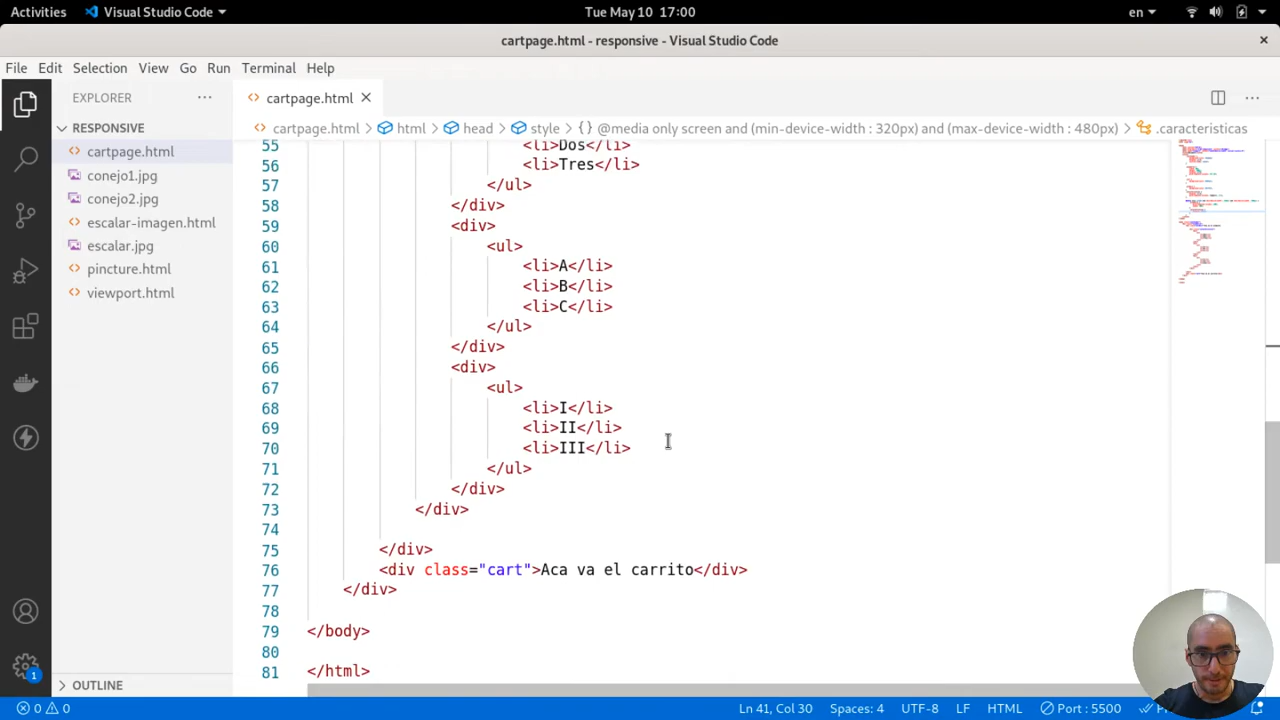 Activities Visual Studio Code Tue May 10 17:00 en
cartpage.html - responsive - Visual Studio Code
File Edit Selection View Go Run Terminal Help
EXPLORER cartpage.html
RESPONSIVE cartpage.html html head style @media only screen and (min-device-width : 320px) and (max-device-width : 480px) .caracteristicas
cartpage.html
conejo1.jpg
conejo2.jpg
escalar-imagen.html
escalar.jpg
pincture.html
viewport.html
55 <li>Dos</li>
56 <li>Tres</li>
57 </ul>
58 </div>
59 <div>
60 <ul>
61 <li>A</li>
62 <li>B</li>
63 <li>C</li>
64 </ul>
65 </div>
66 <div>
67 <ul>
68 <li>I</li>
69 <li>II</li>
70 <li>III</li>
71 </ul>
72 </div>
73 </div>
74
75 </div>
76 <div class="cart">Aca va el carrito</div>
77 </div>
78
79 </body>
80
81 </html>
OUTLINE
1
0 0 Ln 41, Col 30 Spaces: 4 UTF-8 LF HTML Port : 5500